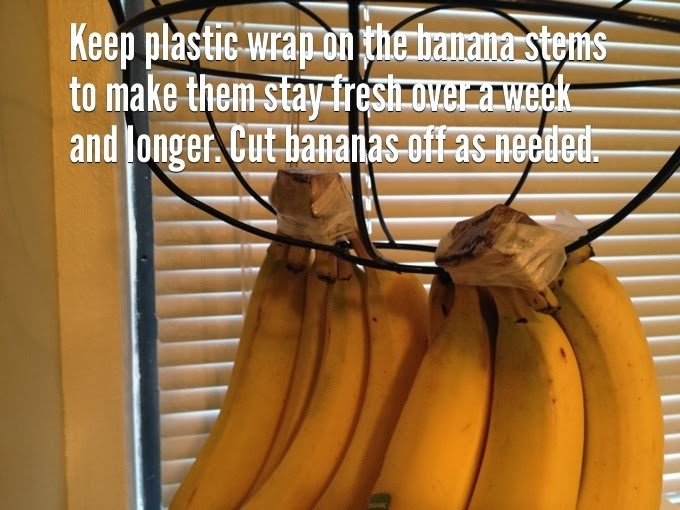 Keep plastic wrap on the banana stems
to make them stay fresh over a week
and longer. Cut bananas off as needed.